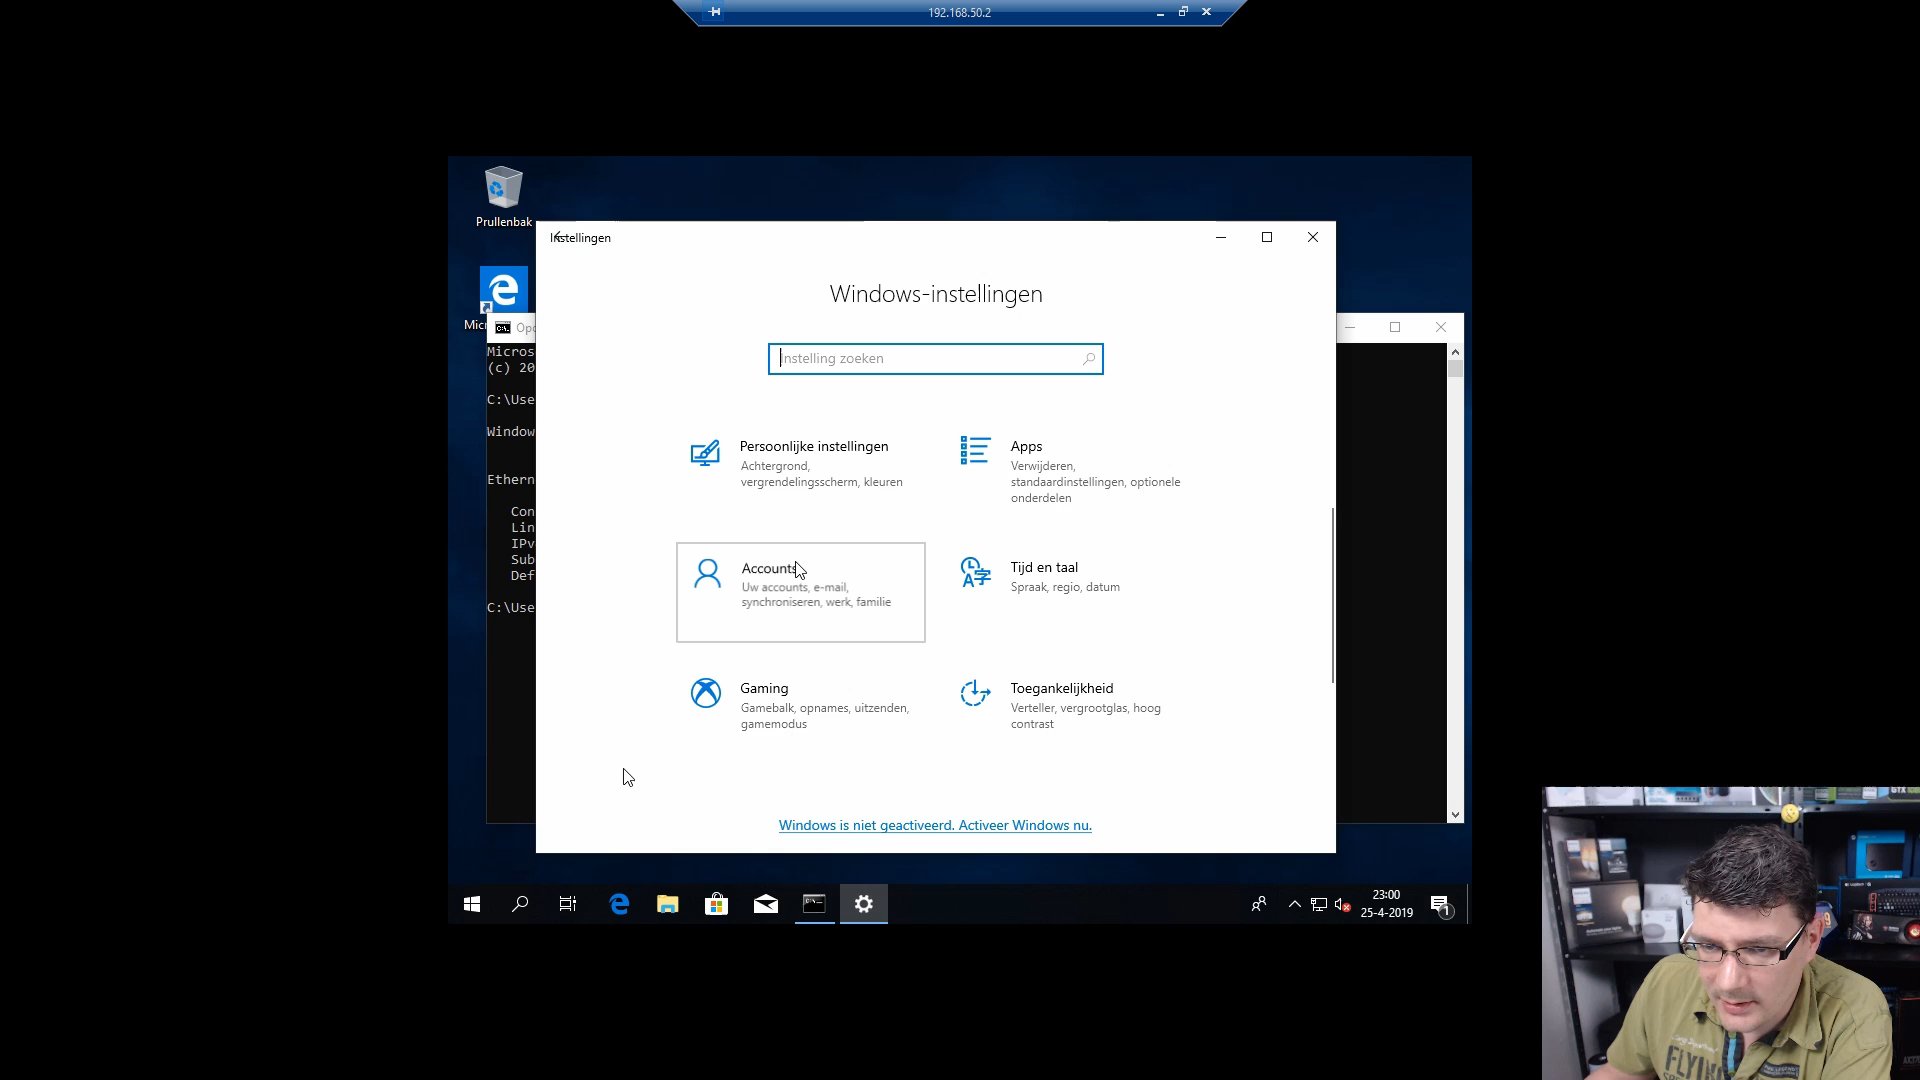 192.168.50.2
Prullenbak
Instellingen
Windows-instellingen
Instelling zoeken
Micros
(c) 20
C:\Use
Window
Ethern
Con
Lin
IPv
Sub
Def
C:\Use
Persoonlijke instellingen
Achtergrond,
vergrendelingsscherm, kleuren
Apps
Verwijderen,
standaardinstellingen, optionele
onderdelen
Accounts
Uw accounts, e-mail,
synchroniseren, werk, familie
Tijd en taal
Spraak, regio, datum
Gaming
Gamebalk, opnames, uitzenden,
gamemodus
Toegankelijkheid
Verteller, vergrootglas, hoog
contrast
Windows is niet geactiveerd. Activeer Windows nu.
23:00
25-4-2019
1
FLYIN